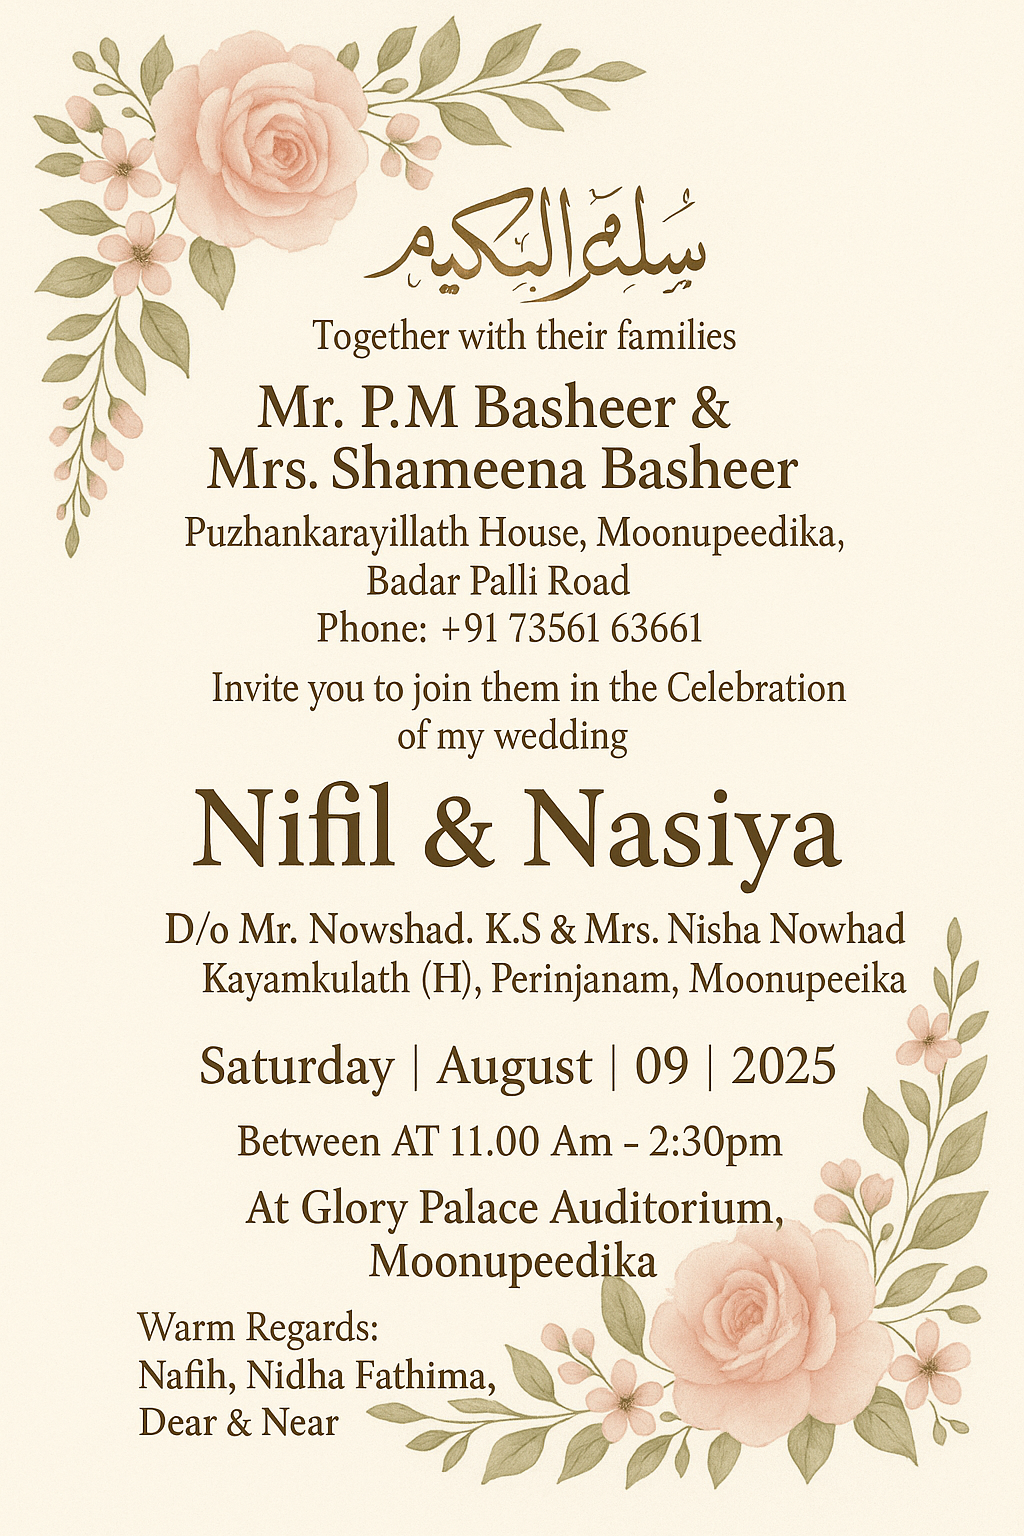 Together with their families
Mr. P.M Basheer &
Mrs. Shameena Basheer
Puzhankarayillath House, Moonupeedika,
Badar Palli Road
Phone: +91 73561 63661
Invite you to join them in the Celebration
of my wedding
Nifil & Nasiya
D/o Mr. Nowshad. K.S & Mrs. Nisha Nowhad
Kayamkulath (H), Perinjanam, Moonupeeika
Saturday | August | 09 | 2025
Between AT 11.00 Am – 2:30pm
At Glory Palace Auditorium,
Moonupeedika
Warm Regards:
Nafih, Nidha Fathima,
Dear & Near